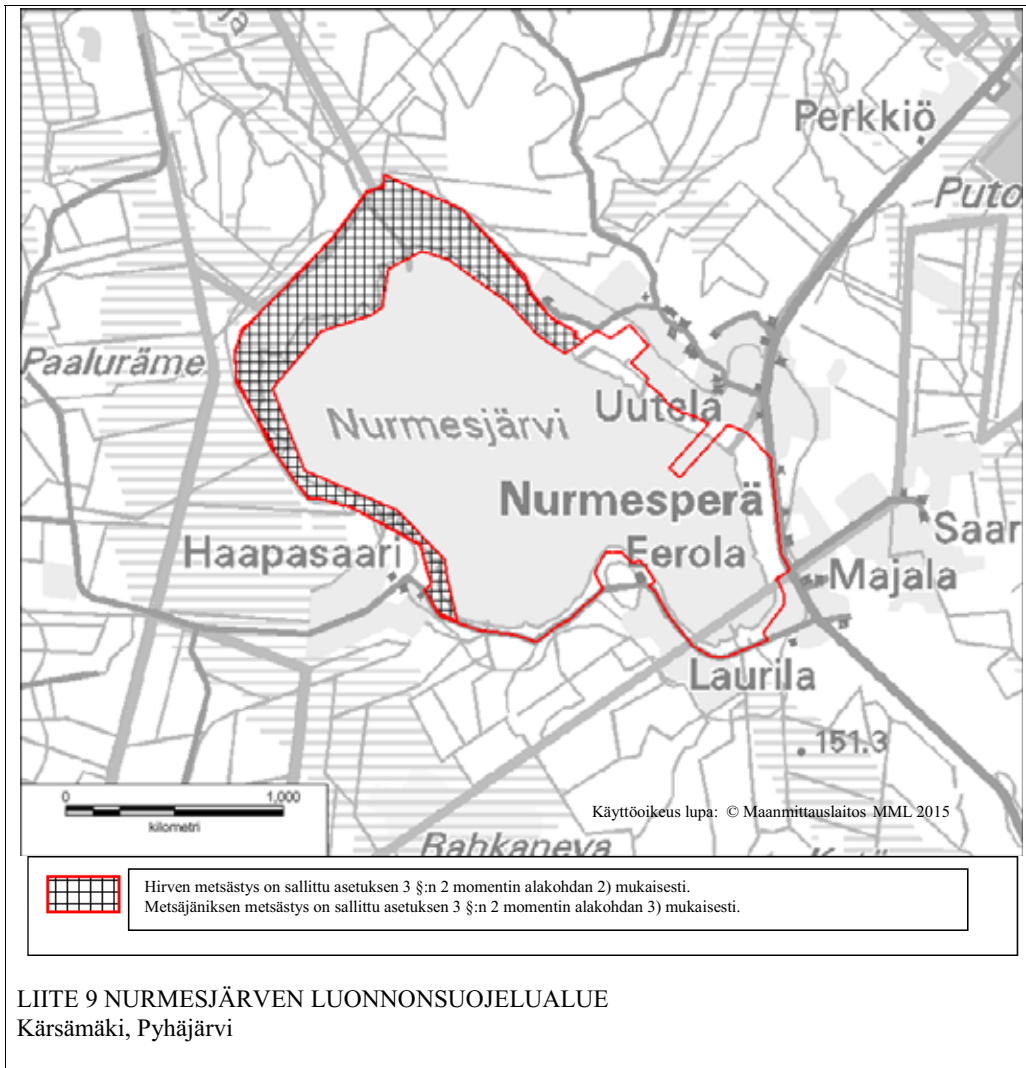 Perkkiö
Puto
Paaluräme
Nurmesjärvi
Uutela
Nurmesperä
Saar
Haapasaari
Eerola
Majala
Laurila
151.3
0 1,000
kilometri
Käyttöoikeus lupa: © Maanmittauslaitos MML 2015
Rahkaneva
Hirven metsästys on sallittu asetuksen 3 §:n 2 momentin alakohdan 2) mukaisesti.
Metsäjäniksen metsästys on sallittu asetuksen 3 §:n 2 momentin alakohdan 3) mukaisesti.
LIITE 9 NURMESJÄRVEN LUONNONSUOJELUALUE
Kärsämäki, Pyhäjärvi